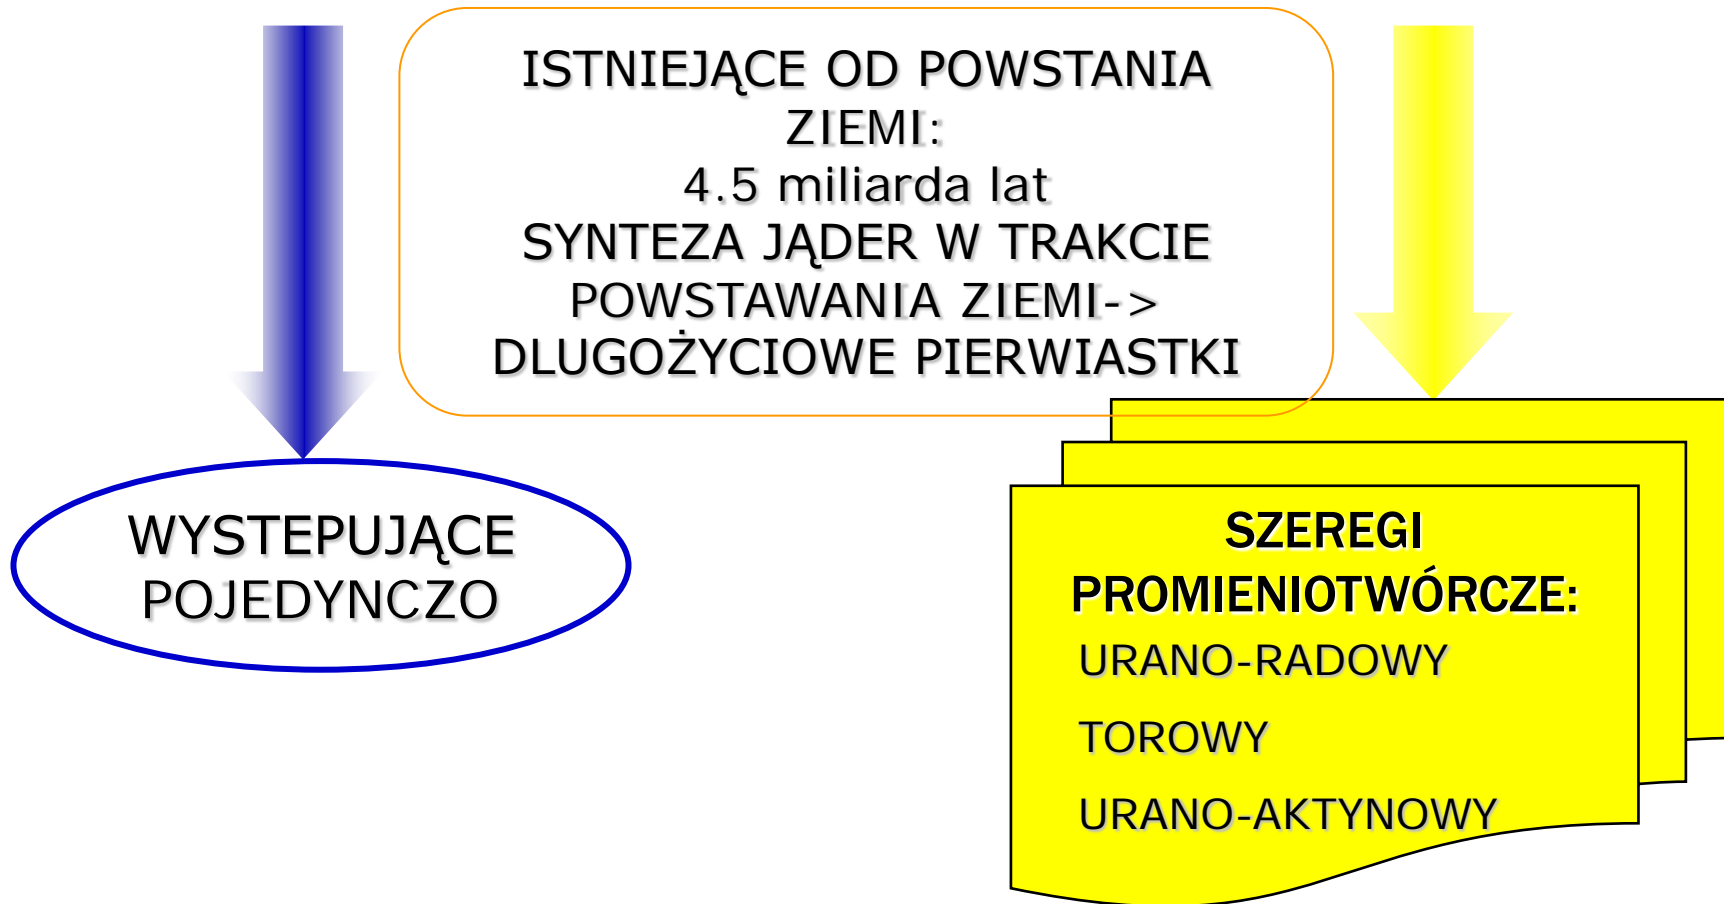 ISTNIEJĄCE OD POWSTANIA
ZIEMI:
4.5 miliarda lat
SYNTEZA JĄDER W TRAKCIE
POWSTAWANIA ZIEMI->
DLUGOŻYCIOWE PIERWIASTKI
WYSTEPUJĄCE
POJEDYNCZO
SZEREGI
PROMIENIOTWÓRCZE:
URANO-RADOWY
TOROWY
URANO-AKTYNOWY